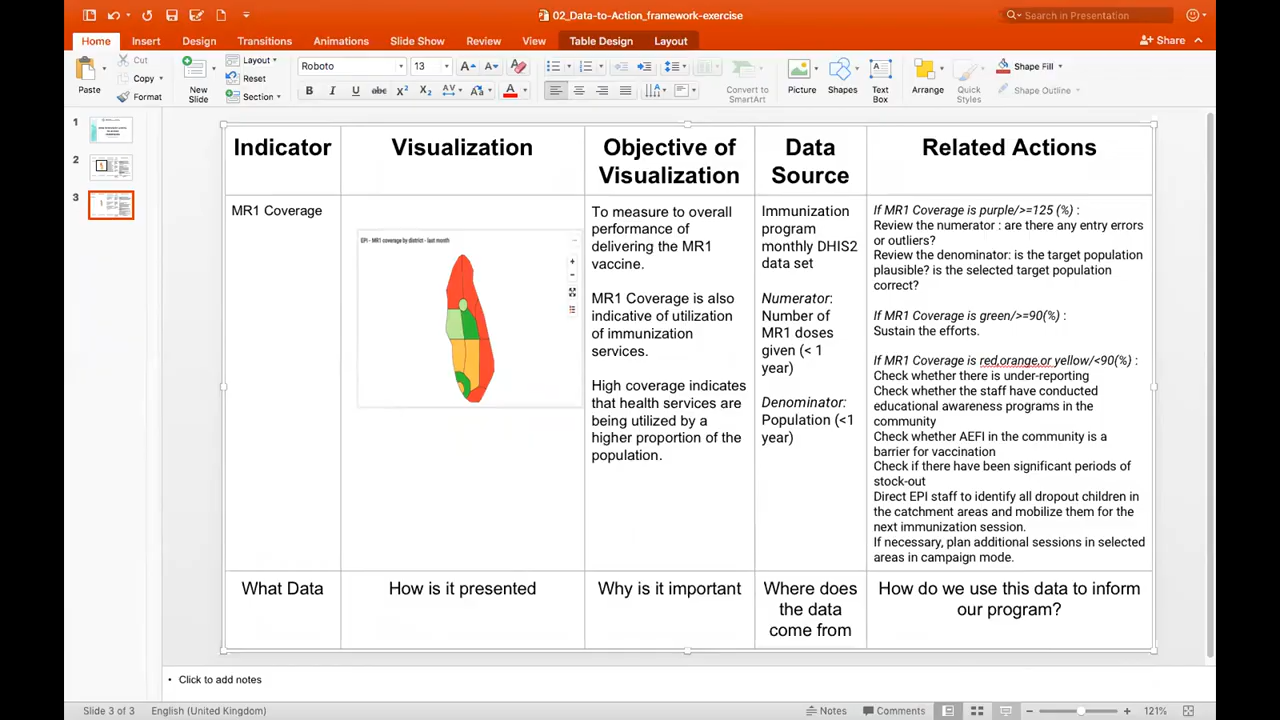 02_Data-to-Action_framework-exercise
Search in Presentation
Home Insert Design Transitions Animations Slide Show Review View Table Design Layout Share
Paste Cut Copy Format New Slide Layout Reset Section
Roboto 13
Convert to SmartArt Picture Shapes Text Box Arrange Quick Styles Shape Fill Shape Outline
1
2
3
Indicator
Visualization
Objective of
Visualization
Data
Source
Related Actions
MR1 Coverage
EPI - MR1 coverage by district - last month
To measure to overall
performance of
delivering the MR1
vaccine.
MR1 Coverage is also
indicative of utilization
of immunization
services.
High coverage indicates
that health services are
being utilized by a
higher proportion of the
population.
Immunization
program
monthly DHIS2
data set
Numerator:
Number of
MR1 doses
given (< 1
year)
Denominator:
Population (<1
year)
If MR1 Coverage is purple/>=125 (%) :
Review the numerator : are there any entry errors
or outliers?
Review the denominator: is the target population
plausible? is the selected target population
correct?
If MR1 Coverage is green/>=90(%) :
Sustain the efforts.
If MR1 Coverage is red,orange,or yellow/<90(%) :
Check whether there is under-reporting
Check whether the staff have conducted
educational awareness programs in the
community
Check whether AEFI in the community is a
barrier for vaccination
Check if there have been significant periods of
stock-out
Direct EPI staff to identify all dropout children in
the catchment areas and mobilize them for the
next immunization session.
If necessary, plan additional sessions in selected
areas in campaign mode.
What Data
How is it presented
Why is it important
Where does
the data
come from
How do we use this data to inform
our program?
Click to add notes
Slide 3 of 3 English (United Kingdom) Notes Comments 121%